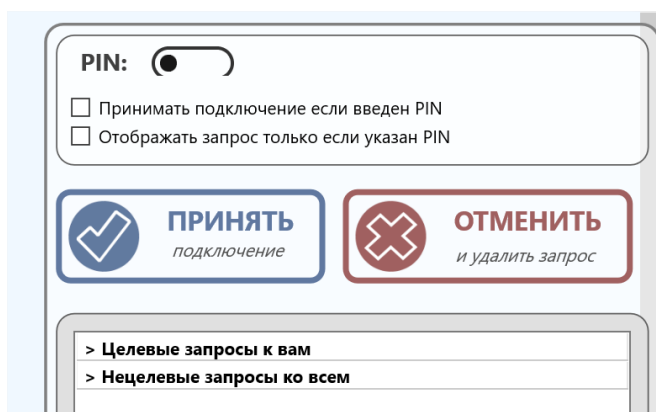 PIN:
Принимать подключение если введен PIN
Отображать запрос только если указан PIN
ПРИНЯТЬ
подключение
ОТМЕНИТЬ
и удалить запрос
> Целевые запросы к вам
> Нецелевые запросы ко всем